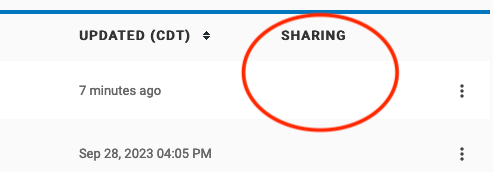 UPDATED (CDT) SHARING
7 minutes ago
Sep 28, 2023 04:05 PM